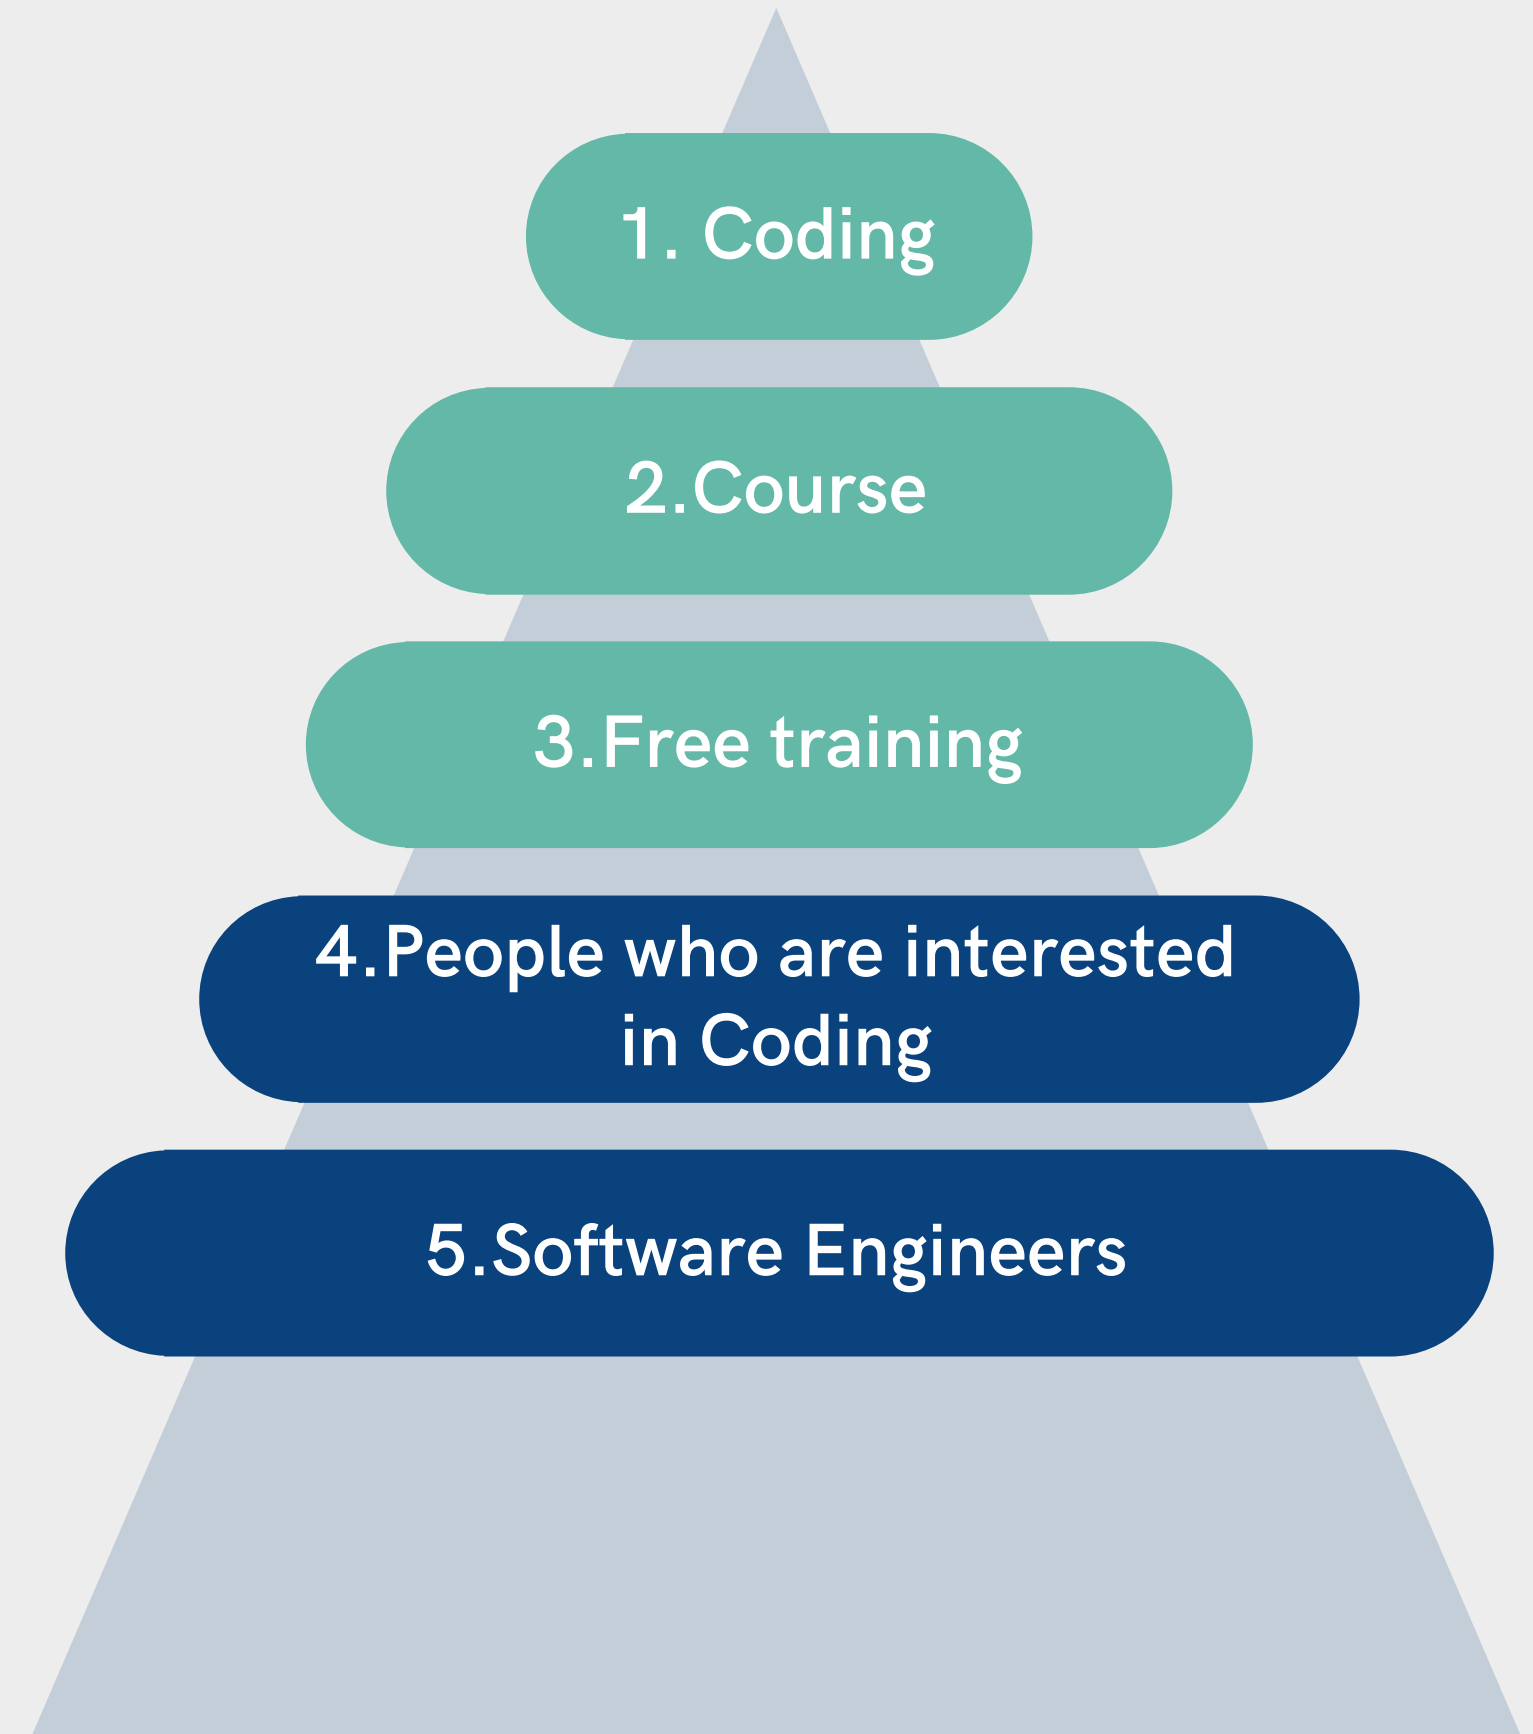 1. Coding
2.Course
3.Free training
4.People who are interested
in Coding
5.Software Engineers